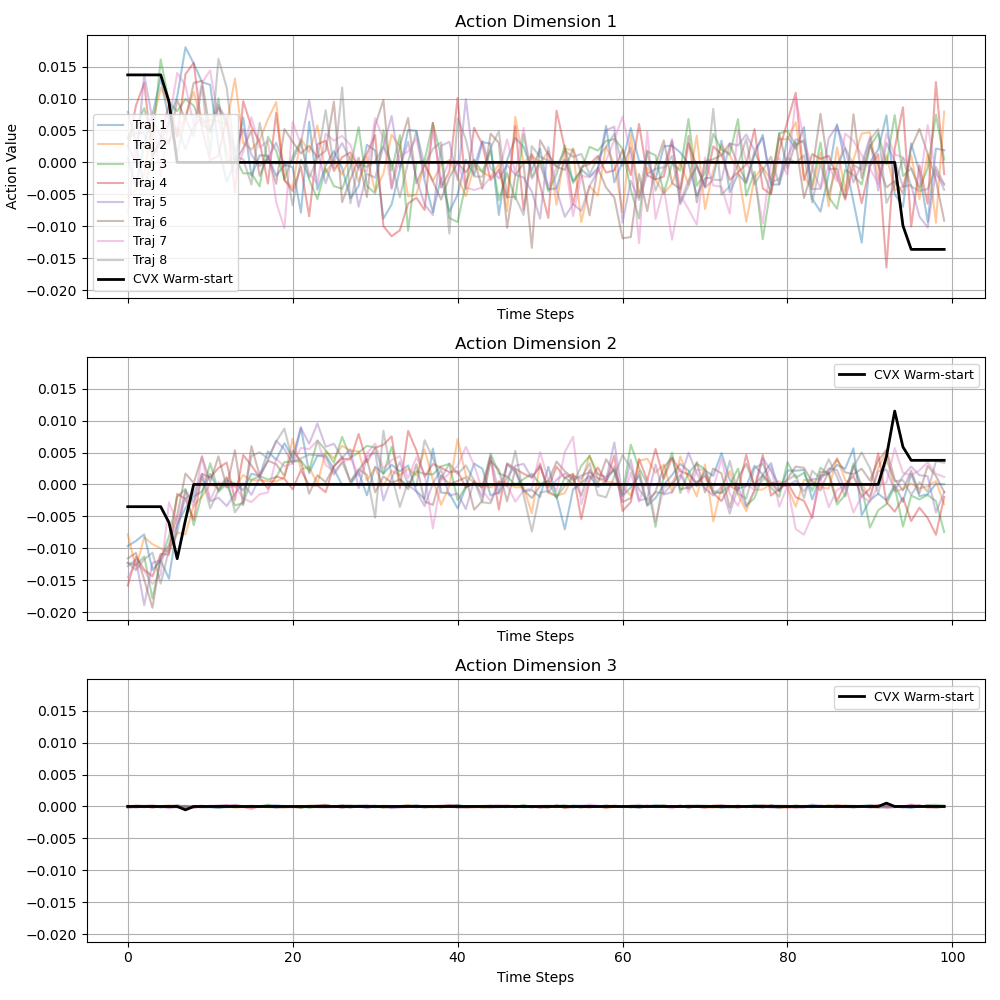 Action Dimension 1
0.015
0.010
0.005
0.000
−0.005
−0.010
−0.015
−0.020
Action Value
Traj 1
Traj 2
Traj 3
Traj 4
Traj 5
Traj 6
Traj 7
Traj 8
CVX Warm-start
Time Steps
Action Dimension 2
0.015
0.010
0.005
0.000
−0.005
−0.010
−0.015
−0.020
CVX Warm-start
Time Steps
Action Dimension 3
0.015
0.010
0.005
0.000
−0.005
−0.010
−0.015
−0.020
CVX Warm-start
0 20 40 60 80 100
Time Steps